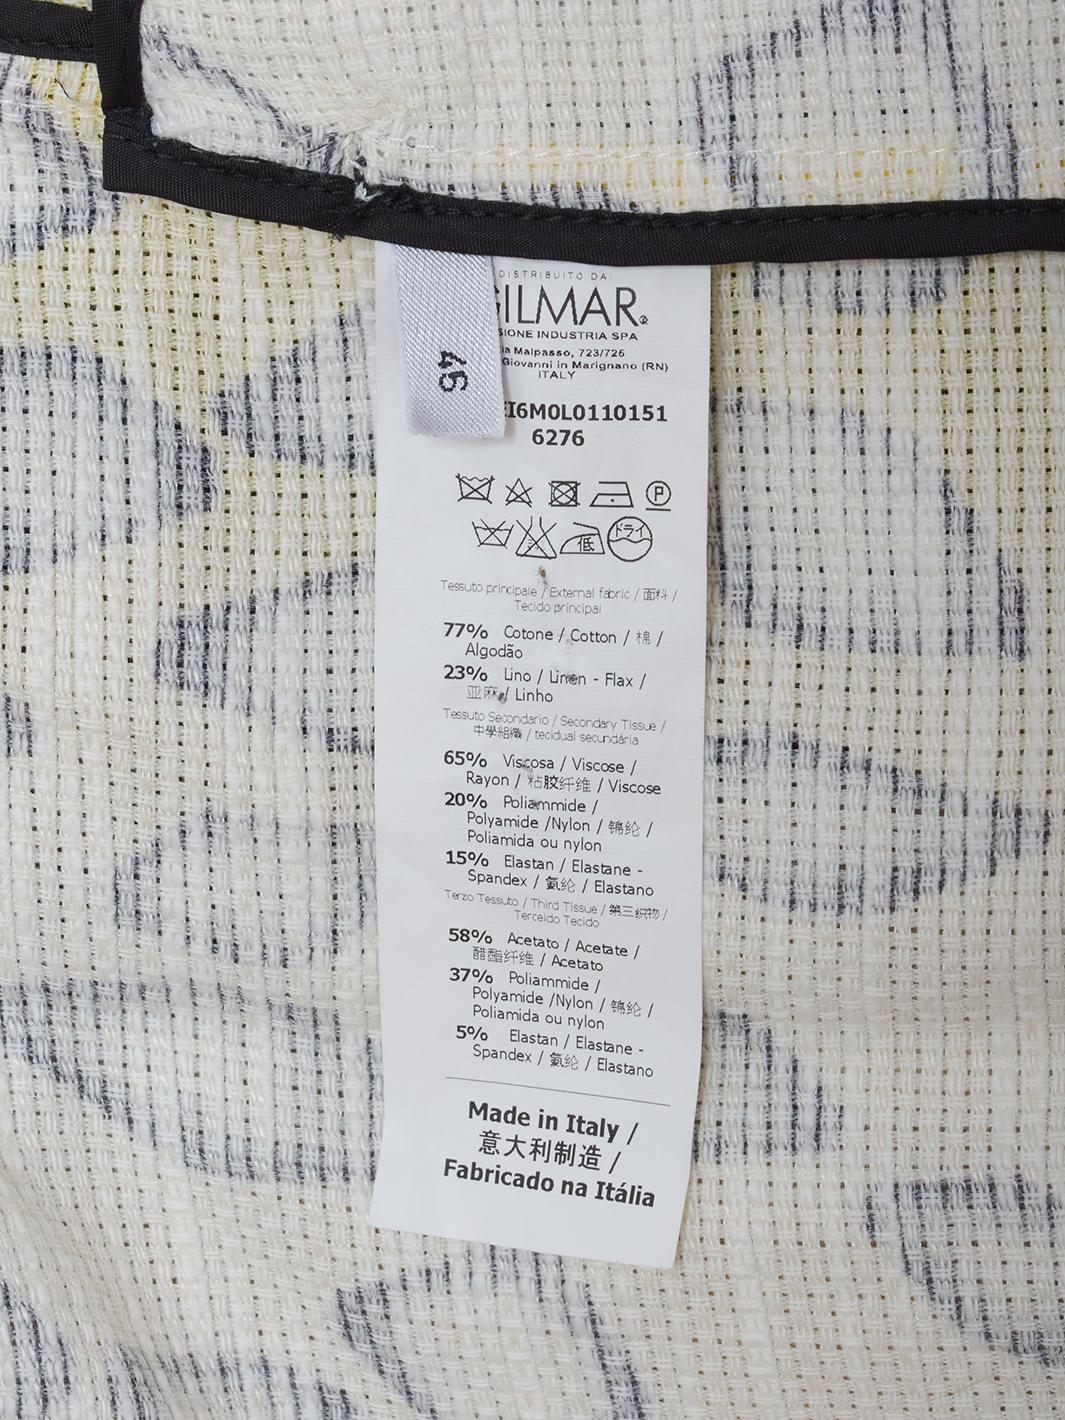 DISTRIBUITO DA:
GILMAR
INDUSTRIA SPA
Malpasso, 723/725
Giovanni in Marignano (RN)
ITALY
46
EI6M0L0110151
6276
P
低 ドライ
Tessuto principale / External fabric / 面料 /
Tecido principal
77% Cotone / Cotton / 棉 /
Algodão
23% Lino / Linen - Flax /
亚麻 / Linho
Tessuto Secondario / Secondary Tissue /
中學組織 / tecidual secundária
65% Viscosa / Viscose /
Rayon / 粘胶纤维 / Viscose
20% Poliammide /
Polyamide /Nylon / 锦纶 /
Poliamida ou nylon
15% Elastan / Elastane -
Spandex / 氨纶 / Elastano
Terzo Tessuto / Third Tissue / 第三织物 /
Terceido Tecido
58% Acetato / Acetate /
醋酯纤维 / Acetato
37% Poliammide /
Polyamide /Nylon / 锦纶 /
Poliamida ou nylon
5% Elastan / Elastane -
Spandex / 氨纶 / Elastano
Made in Italy /
意大利制造 /
Fabricado na Itália